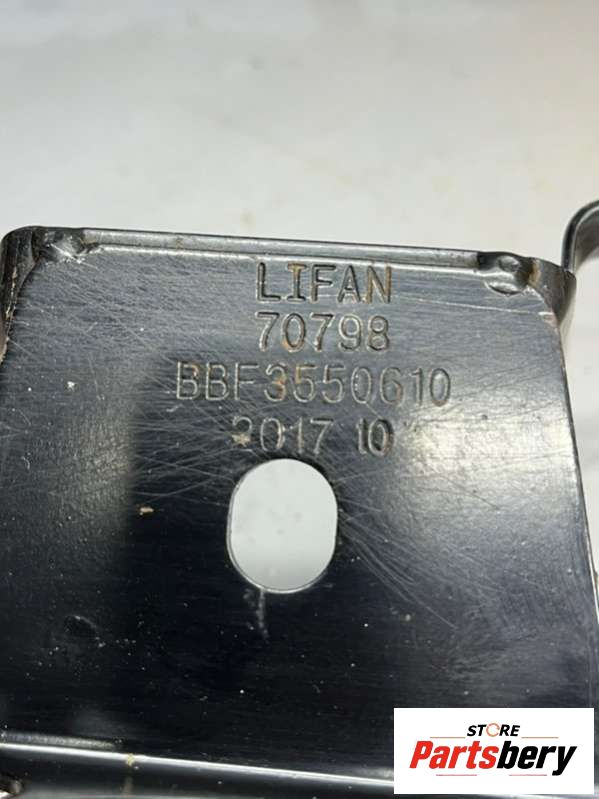 LIFAN
70798
BBF3550610
2017 10
STORE
Partsbery